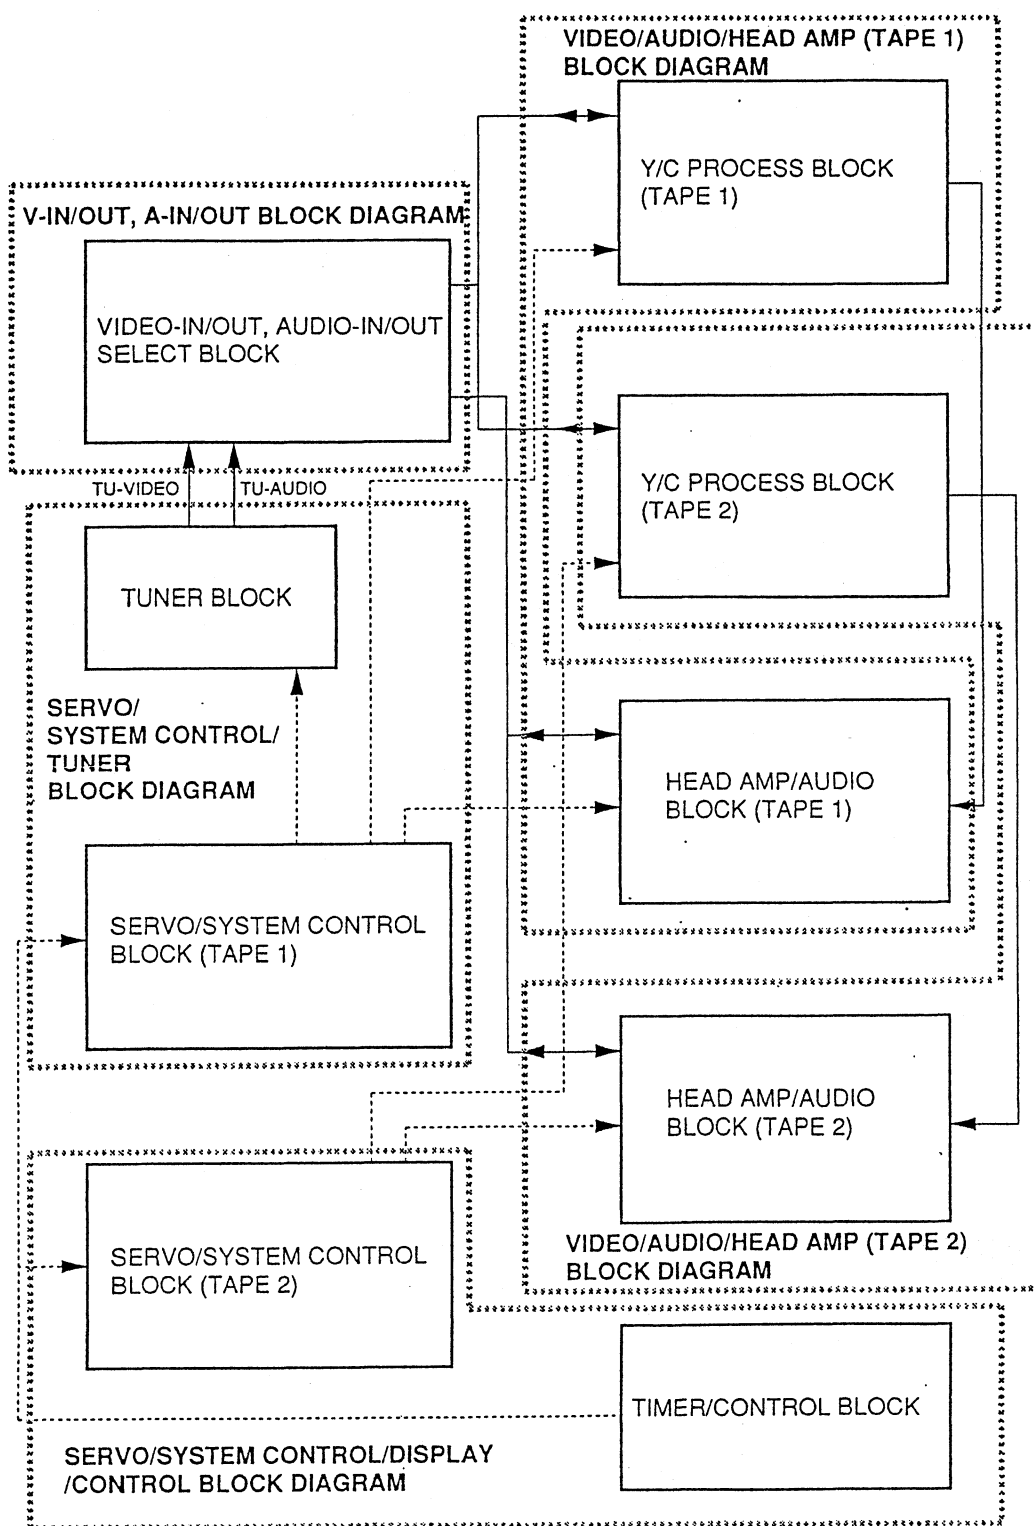 VIDEO/AUDIO/HEAD AMP (TAPE 1)
BLOCK DIAGRAM
Y/C PROCESS BLOCK
(TAPE 1)
V-IN/OUT, A-IN/OUT BLOCK DIAGRAM
VIDEO-IN/OUT, AUDIO-IN/OUT
SELECT BLOCK
Y/C PROCESS BLOCK
(TAPE 2)
TU-VIDEO
TU-AUDIO
TUNER BLOCK
SERVO/
SYSTEM CONTROL/
TUNER
BLOCK DIAGRAM
HEAD AMP/AUDIO
BLOCK (TAPE 1)
SERVO/SYSTEM CONTROL
BLOCK (TAPE 1)
HEAD AMP/AUDIO
BLOCK (TAPE 2)
VIDEO/AUDIO/HEAD AMP (TAPE 2)
BLOCK DIAGRAM
SERVO/SYSTEM CONTROL
BLOCK (TAPE 2)
TIMER/CONTROL BLOCK
SERVO/SYSTEM CONTROL/DISPLAY
/CONTROL BLOCK DIAGRAM